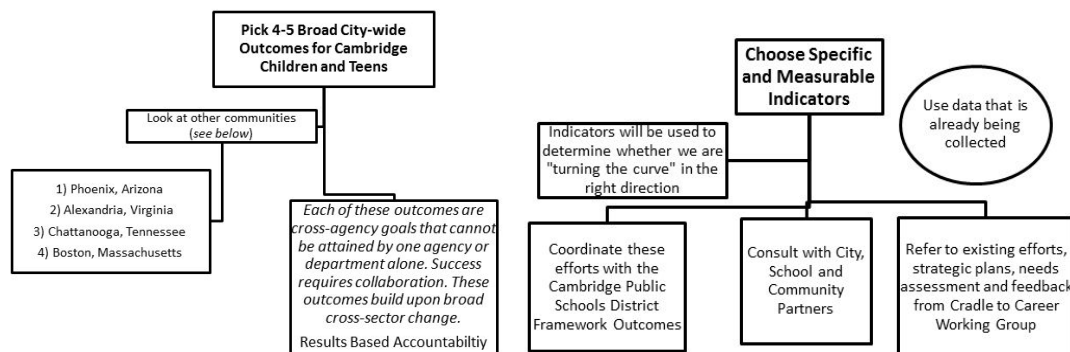 Pick 4-5 Broad City-wide
Outcomes for Cambridge
Children and Teens
Look at other communities
(see below)
1) Phoenix, Arizona
2) Alexandria, Virginia
3) Chattanooga, Tennessee
4) Boston, Massachusetts
Each of these outcomes are
cross-agency goals that cannot
be attained by one agency or
department alone. Success
requires collaboration. These
outcomes build upon broad
cross-sector change.
Results Based Accountabiltiy
Choose Specific
and Measurable
Indicators
Use data that is
already being
collected
Indicators will be used to
determine whether we are
"turning the curve" in the
right direction
Coordinate these
efforts with the
Cambridge Public
Schools District
Framework Outcomes
Consult with City,
School and
Community
Partners
Refer to existing efforts,
strategic plans, needs
assessment and feedback
from Cradle to Career
Working Group